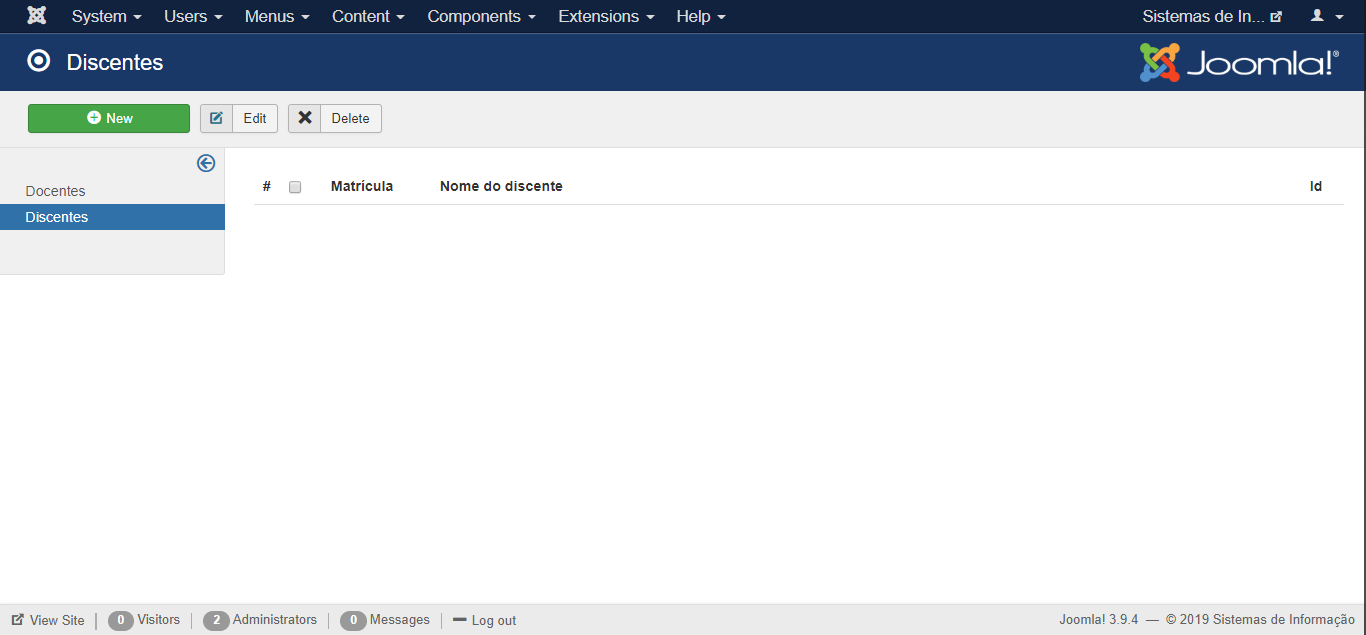 System Users Menus Content Components Extensions Help Sistemas de In...
Discentes Joomla!®
New Edit Delete
Docentes
Discentes
# Matrícula Nome do discente Id
View Site 0 Visitors 2 Administrators 0 Messages Log out Joomla! 3.9.4 — © 2019 Sistemas de Informação